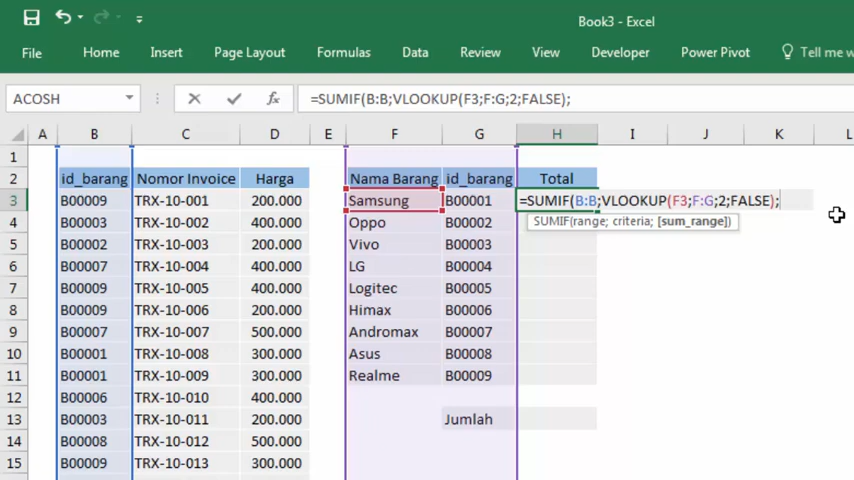 Book3 - Excel
File Home Insert Page Layout Formulas Data Review View Developer Power Pivot Tell me
ACOSH fx =SUMIF(B:B;VLOOKUP(F3;F:G;2;FALSE);
A B C D E F G H I J K L
1
2 id_barang Nomor Invoice Harga Nama Barang id_barang Total
3 B00009 TRX-10-001 200.000 Samsung B00001 =SUMIF(B:B;VLOOKUP(F3;F:G;2;FALSE);
4 B00003 TRX-10-002 400.000 Oppo B00002 SUMIF(range; criteria; [sum_range])
5 B00002 TRX-10-003 200.000 Vivo B00003
6 B00007 TRX-10-004 400.000 LG B00004
7 B00009 TRX-10-005 400.000 Logitec B00005
8 B00009 TRX-10-006 200.000 Himax B00006
9 B00007 TRX-10-007 500.000 Andromax B00007
10 B00001 TRX-10-008 300.000 Asus B00008
11 B00001 TRX-10-009 300.000 Realme B00009
12 B00006 TRX-10-010 400.000
13 B00003 TRX-10-011 200.000 Jumlah
14 B00008 TRX-10-012 500.000
15 B00009 TRX-10-013 300.000